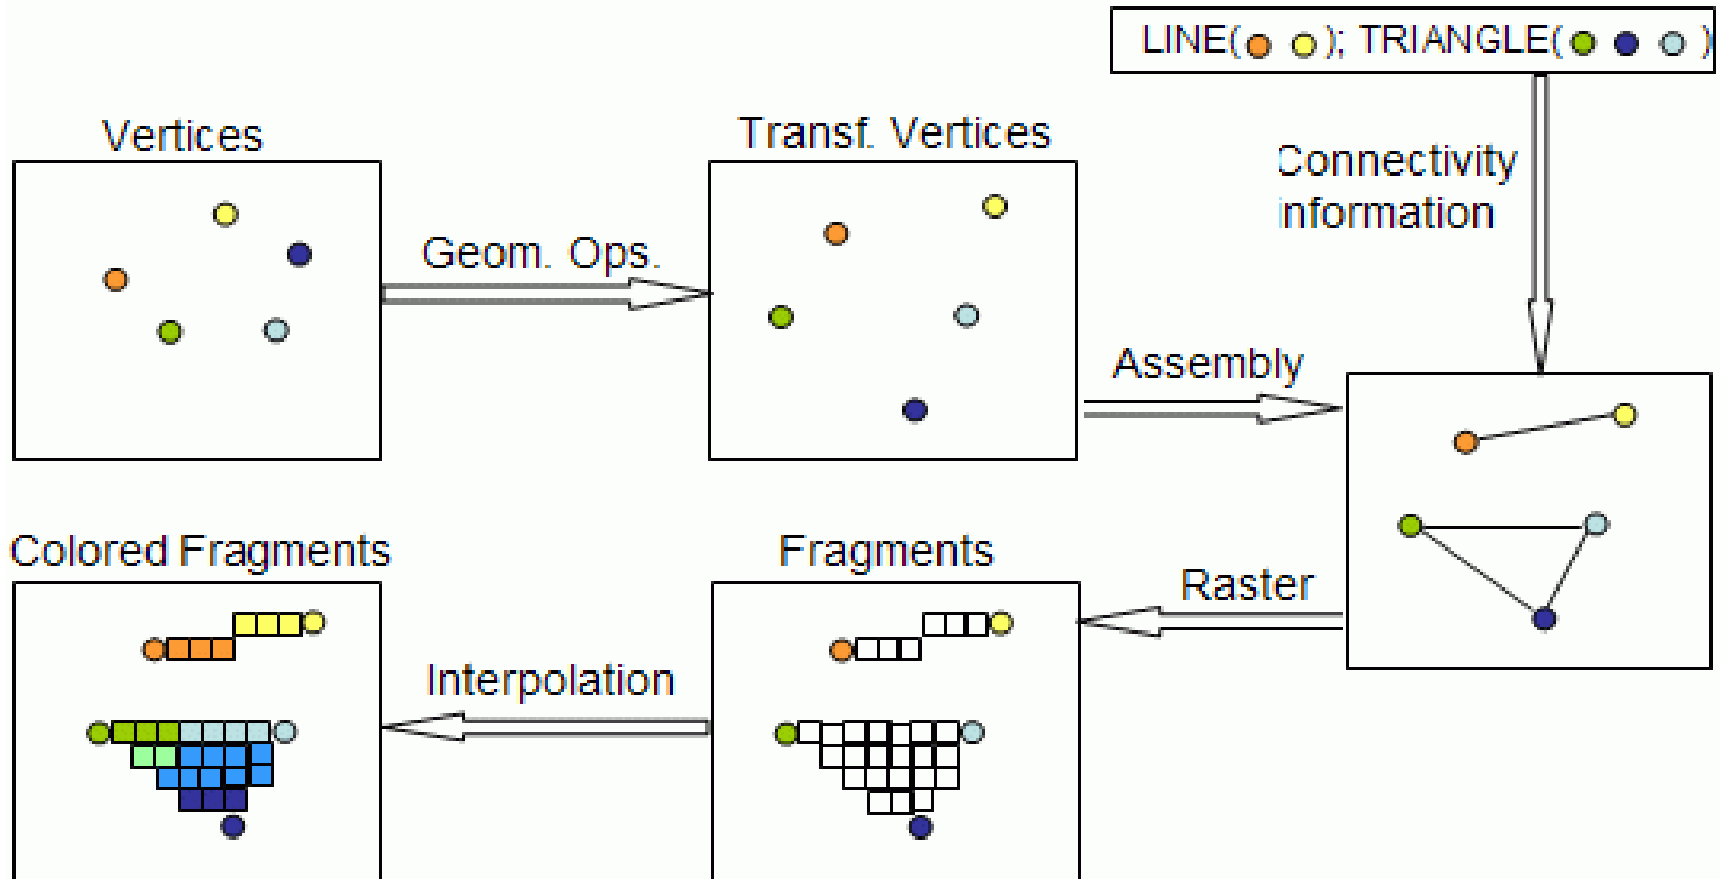 LINE( ); TRIANGLE( )
Vertices
Transf. Vertices
Connectivity
information
Geom. Ops.
Assembly
Colored Fragments
Fragments
Raster
Interpolation